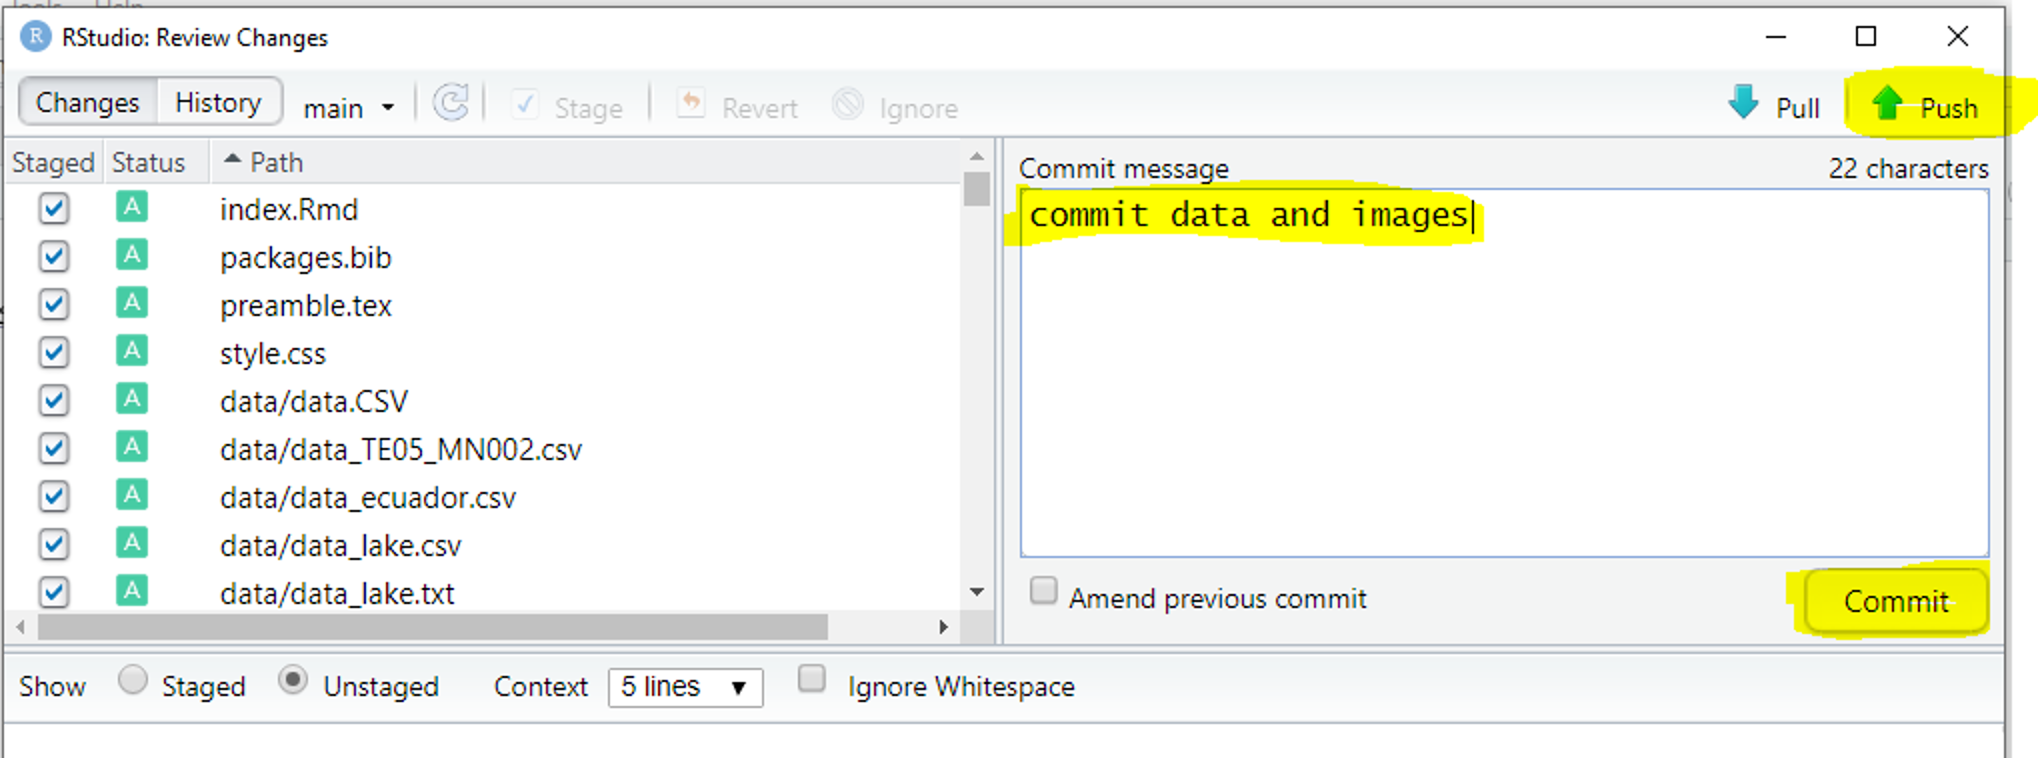 Tools Help
R RStudio: Review Changes
Changes History main Stage Revert Ignore Pull Push
Staged Status Path
A index.Rmd
A packages.bib
A preamble.tex
A style.css
A data/data.CSV
A data/data_TE05_MN002.csv
A data/data_ecuador.csv
A data/data_lake.csv
A data/data_lake.txt
Commit message 22 characters
commit data and images
Amend previous commit Commit
Show Staged Unstaged Context 5 lines Ignore Whitespace